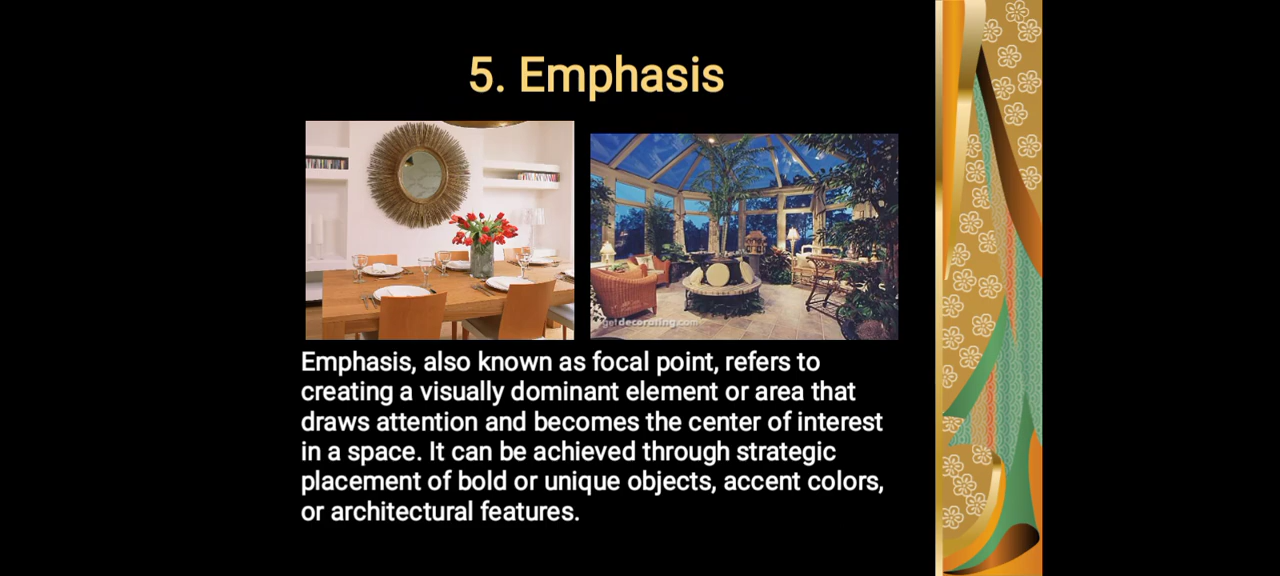 5. Emphasis
getdecorating.com
Emphasis, also known as focal point, refers to
creating a visually dominant element or area that
draws attention and becomes the center of interest
in a space. It can be achieved through strategic
placement of bold or unique objects, accent colors,
or architectural features.